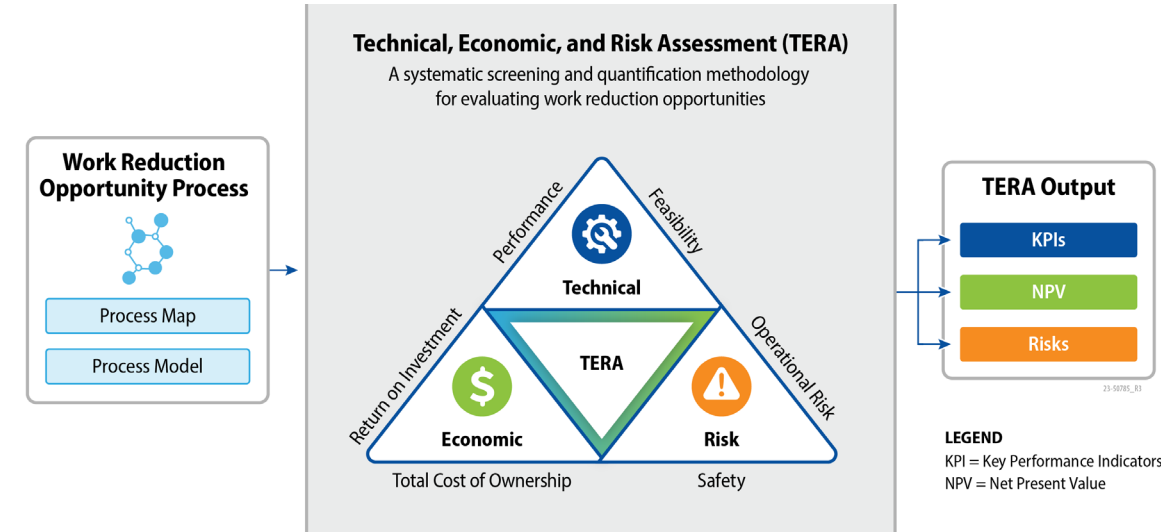 Technical, Economic, and Risk Assessment (TERA)
A systematic screening and quantification methodology
for evaluating work reduction opportunities
Work Reduction
Opportunity Process
Process Map
Process Model
Performance
Feasibility
Technical
Return on Investment
Operational Risk
TERA
$
Economic
Risk
Total Cost of Ownership
Safety
TERA Output
KPIs
NPV
Risks
23-50785_R3
LEGEND
KPI = Key Performance Indicators
NPV = Net Present Value